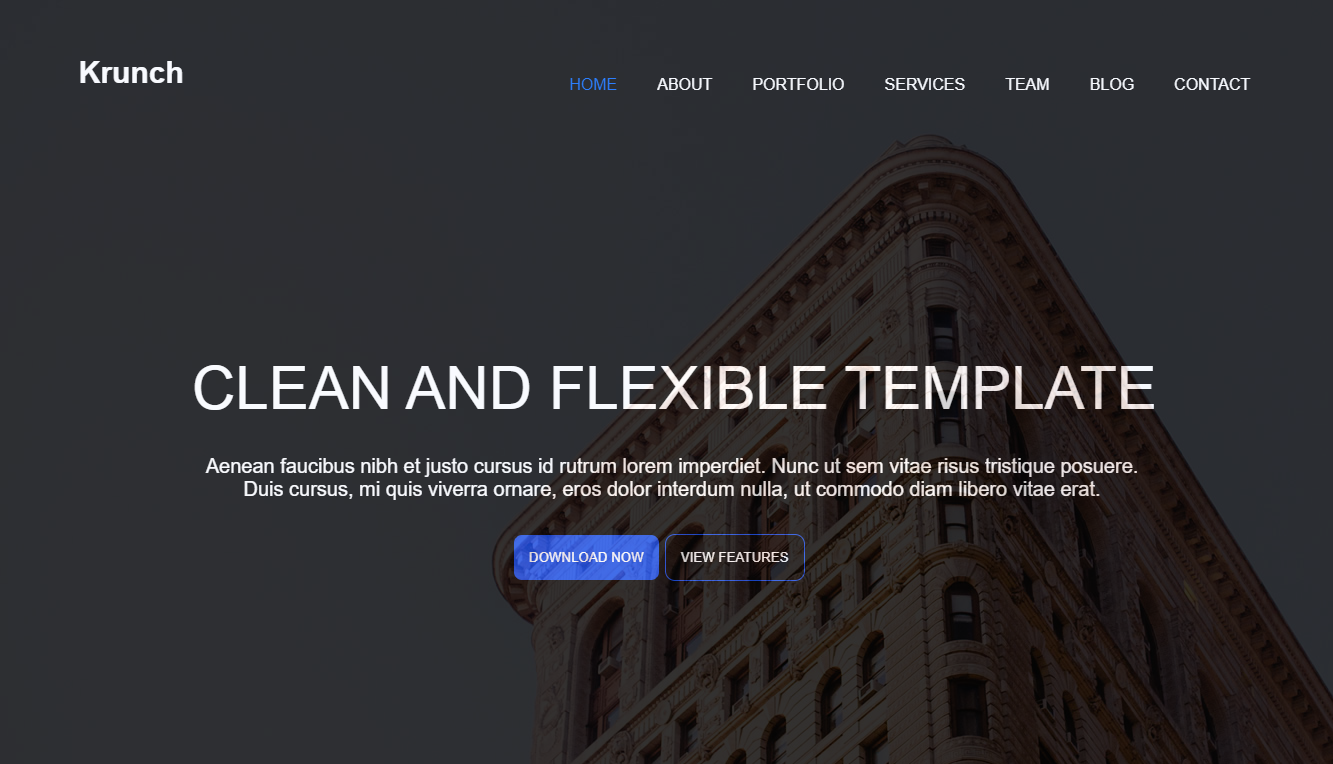 Krunch
HOME ABOUT PORTFOLIO SERVICES TEAM BLOG CONTACT
CLEAN AND FLEXIBLE TEMPLATE
Aenean faucibus nibh et justo cursus id rutrum lorem imperdiet. Nunc ut sem vitae risus tristique posuere.
Duis cursus, mi quis viverra ornare, eros dolor interdum nulla, ut commodo diam libero vitae erat.
DOWNLOAD NOW VIEW FEATURES